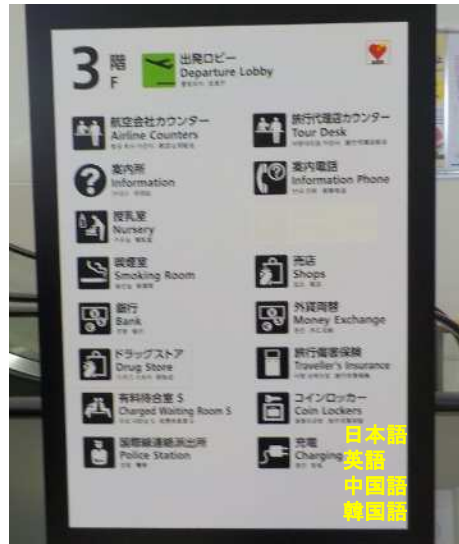 3 階 F
出発ロビー
Departure Lobby
航空会社カウンター
Airline Counters
旅行代理店カウンター
Tour Desk
案内所
Information
案内電話
Information Phone
授乳室
Nursery
喫煙室
Smoking Room
売店
Shops
銀行
Bank
外貨両替
Money Exchange
ドラッグストア
Drug Store
旅行傷害保険
Traveller's Insurance
有料待合室 S
Charged Waiting Room S
コインロッカー
Coin Lockers
国際線連絡派出所
Police Station
充電
Charging
日本語
英語
中国語
韓国語